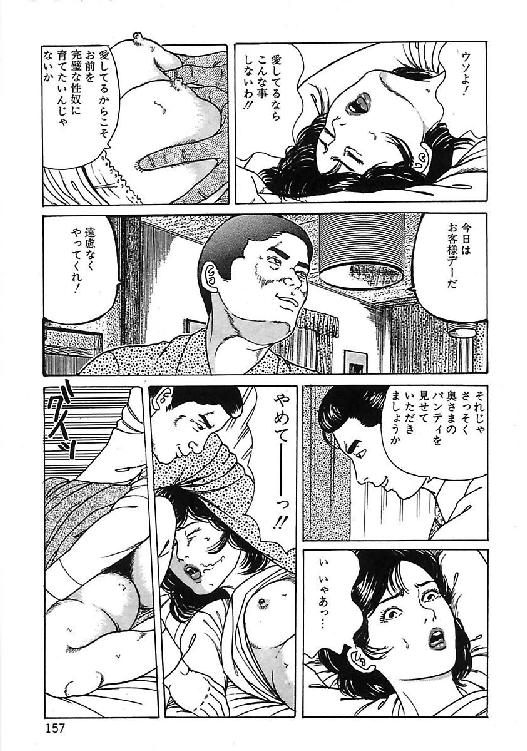 ウソよ!
愛してるなら
こんな事
しないわ!!
愛してるからこそ
お前を
完璧な性奴に
育てたいんじゃ
ないか
今日は
お客様デーだ
遠慮なく
やってくれ!
それじゃ
さっそく
奥さまの
パンティを
見せて
いただき
ましょうか
い いやあっ…
やめて──っ!!
157